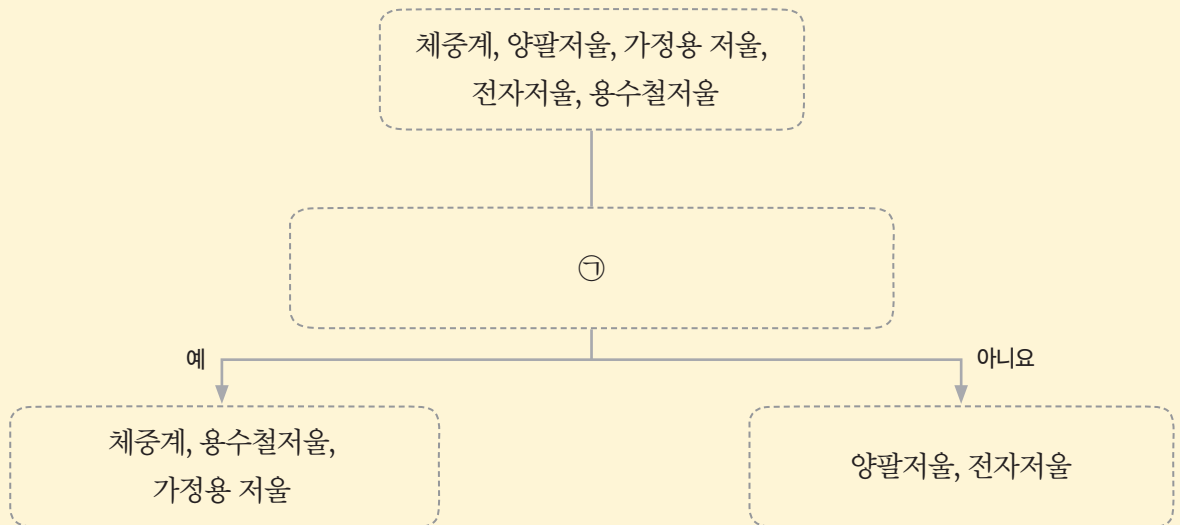 체중계, 양팔저울, 가정용 저울,
전자저울, 용수철저울
㉠
예
아니요
체중계, 용수철저울,
가정용 저울
양팔저울, 전자저울